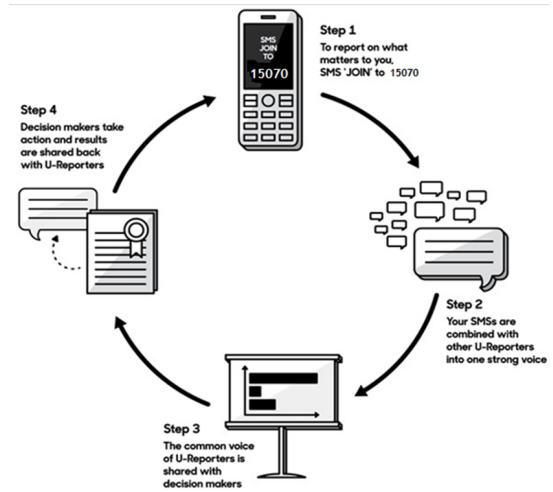 SMS
JOIN
TO
15070
Step 1
To report on what
matters to you,
SMS 'JOIN' to 15070
Step 2
Your SMSs are
combined with
other U-Reporters
into one strong voice
Step 3
The common voice
of U-Reporters is
shared with
decision makers
Step 4
Decision makers take
action and results
are shared back
with U-Reporters